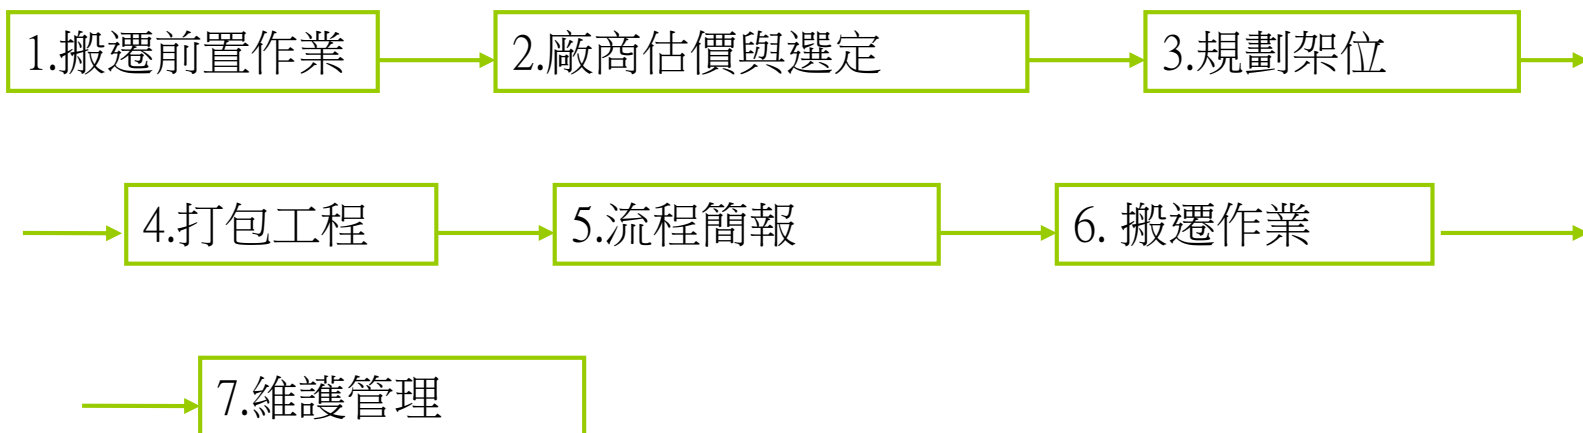 1.搬遷前置作業
2.廠商估價與選定
3.規劃架位
4.打包工程
5.流程簡報
6. 搬遷作業
7.維護管理